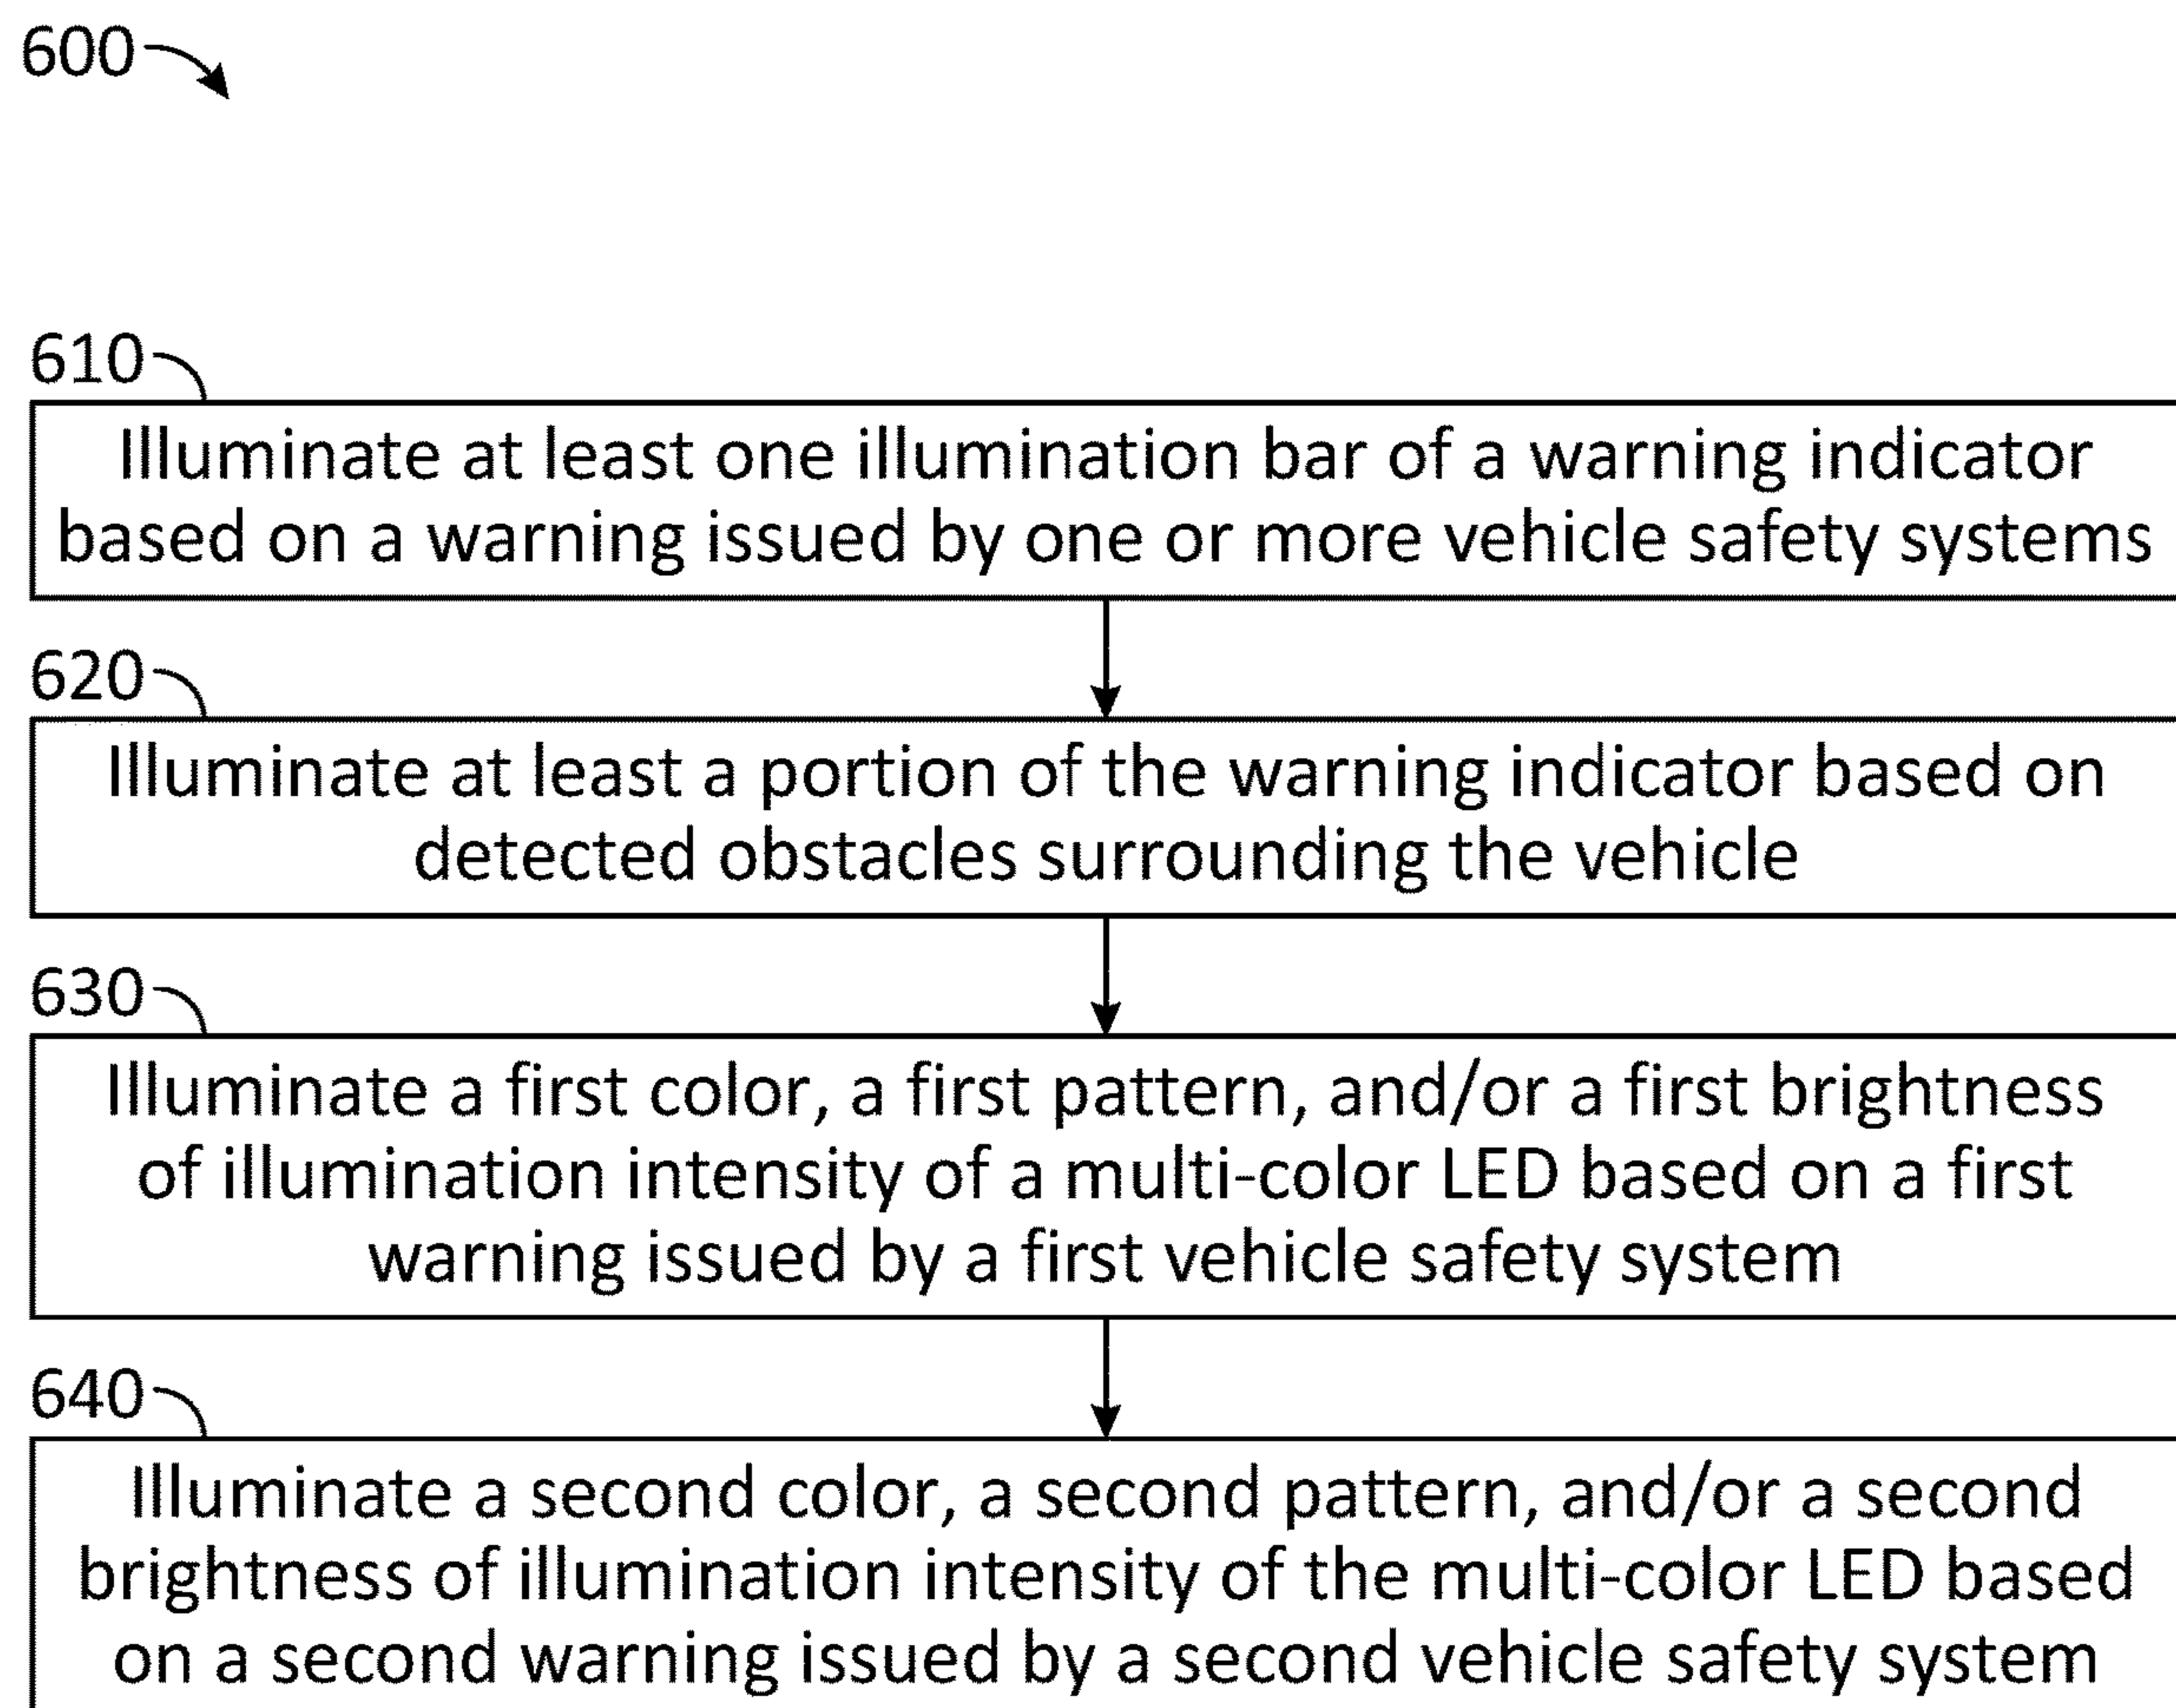 600
610
Illuminate at least one illumination bar of a warning indicator
based on a warning issued by one or more vehicle safety systems
620
Illuminate at least a portion of the warning indicator based on
detected obstacles surrounding the vehicle
630
Illuminate a first color, a first pattern, and/or a first brightness
of illumination intensity of a multi-color LED based on a first
warning issued by a first vehicle safety system
640
Illuminate a second color, a second pattern, and/or a second
brightness of illumination intensity of the multi-color LED based
on a second warning issued by a second vehicle safety system